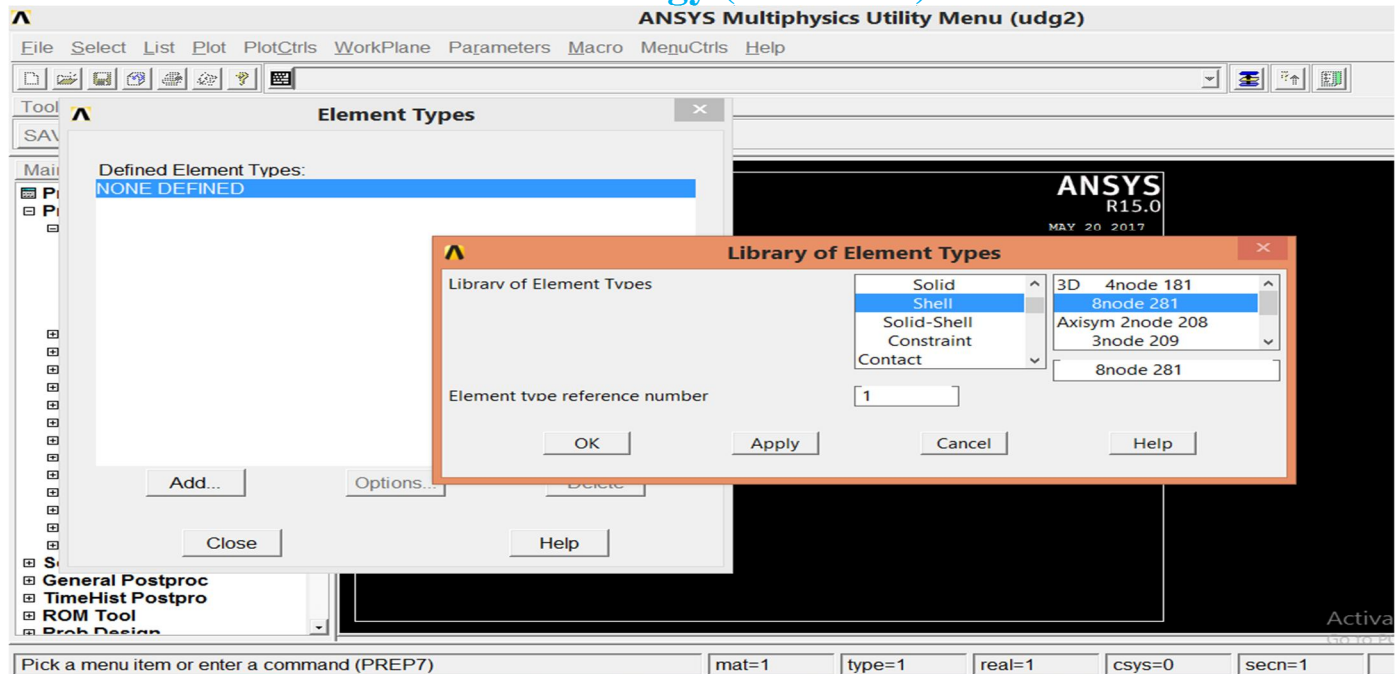 ANSYS Multiphysics Utility Menu (udg2)
File Select List Plot PlotCtrls WorkPlane Parameters Macro MenuCtrls Help
Tool
SAV
Element Types
Defined Element Types:
NONE DEFINED
Mai
ANSYS
R15.0
MAY 20 2017
Library of Element Types
Library of Element Types
Solid
Shell
Solid-Shell
Constraint
Contact
3D 4node 181
8node 281
Axisym 2node 208
3node 209
8node 281
Element type reference number
1
OK Apply Cancel Help
Add... Options... Delete
Close Help
General Postproc
TimeHist Postpro
ROM Tool
Prob Design
Activa
Pick a menu item or enter a command (PREP7) mat=1 type=1 real=1 csys=0 secn=1